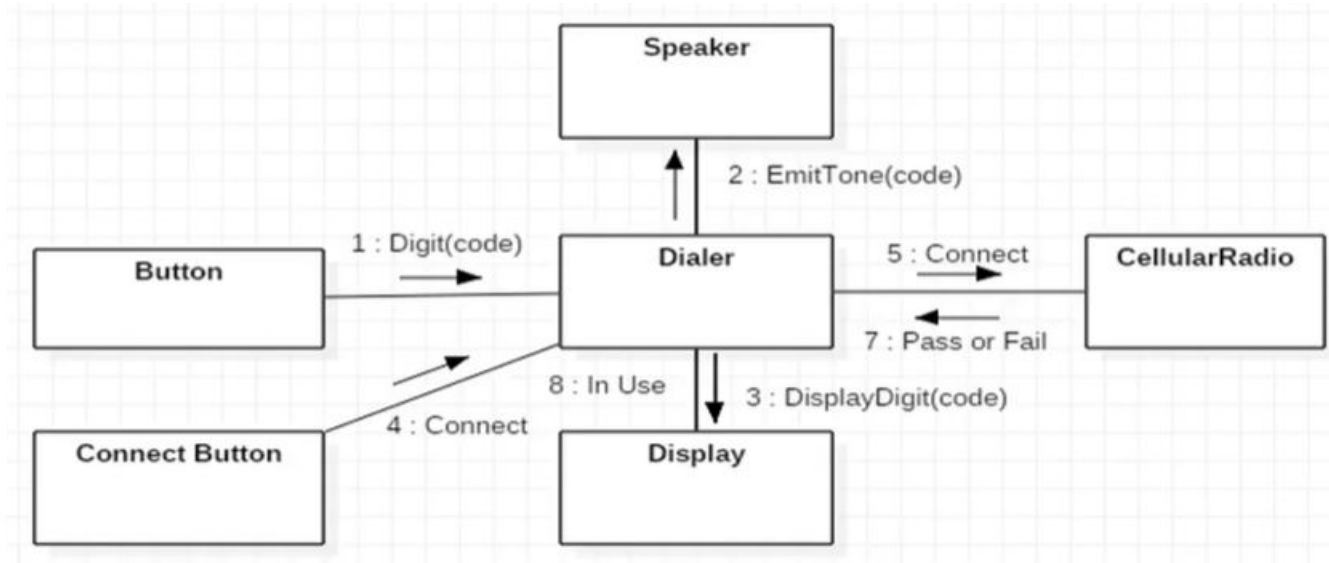 Speaker
2 : EmitTone(code)
1 : Digit(code)
Button
Dialer
5 : Connect
CellularRadio
7 : Pass or Fail
8 : In Use
3 : DisplayDigit(code)
4 : Connect
Connect Button
Display